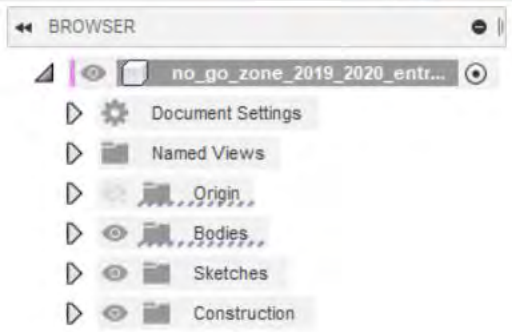 BROWSER
no_go_zone_2019_2020_entr...
Document Settings
Named Views
Origin
Bodies
Sketches
Construction